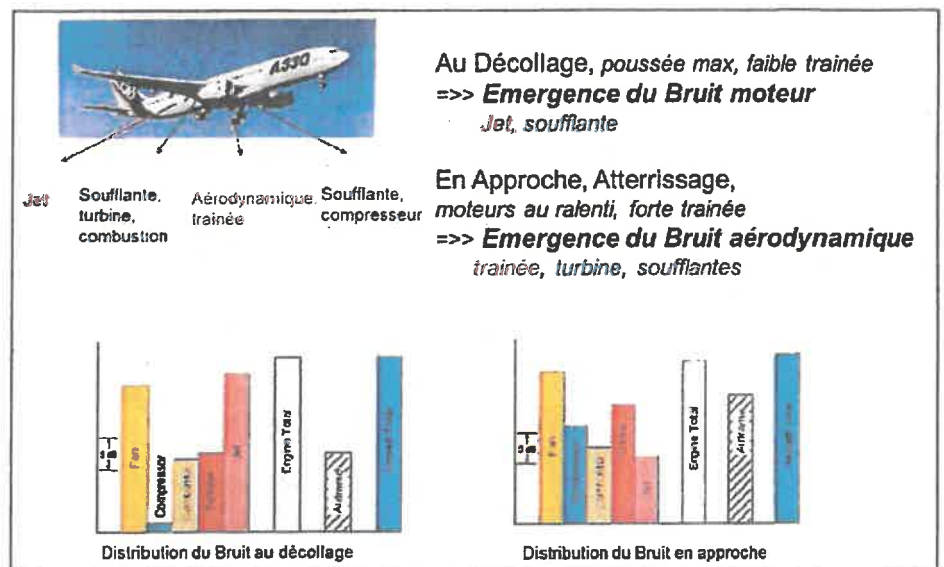 A330
Jet
Soufflante,
turbine,
combustion
Aérodynamique,
trainée
Soufflante,
compresseur
Au Décollage, poussée max, faible trainée
=>> Emergence du Bruit moteur
Jet, soufflante
En Approche, Atterrissage,
moteurs au ralenti, forte trainée
=>> Emergence du Bruit aérodynamique
trainée, turbine, soufflantes
Fan
Compressor
Turbine
Jet
Engine Total
Airframe
Distribution du Bruit au décollage
Fan
Jet
Engine Total
Airframe
Distribution du Bruit en approche